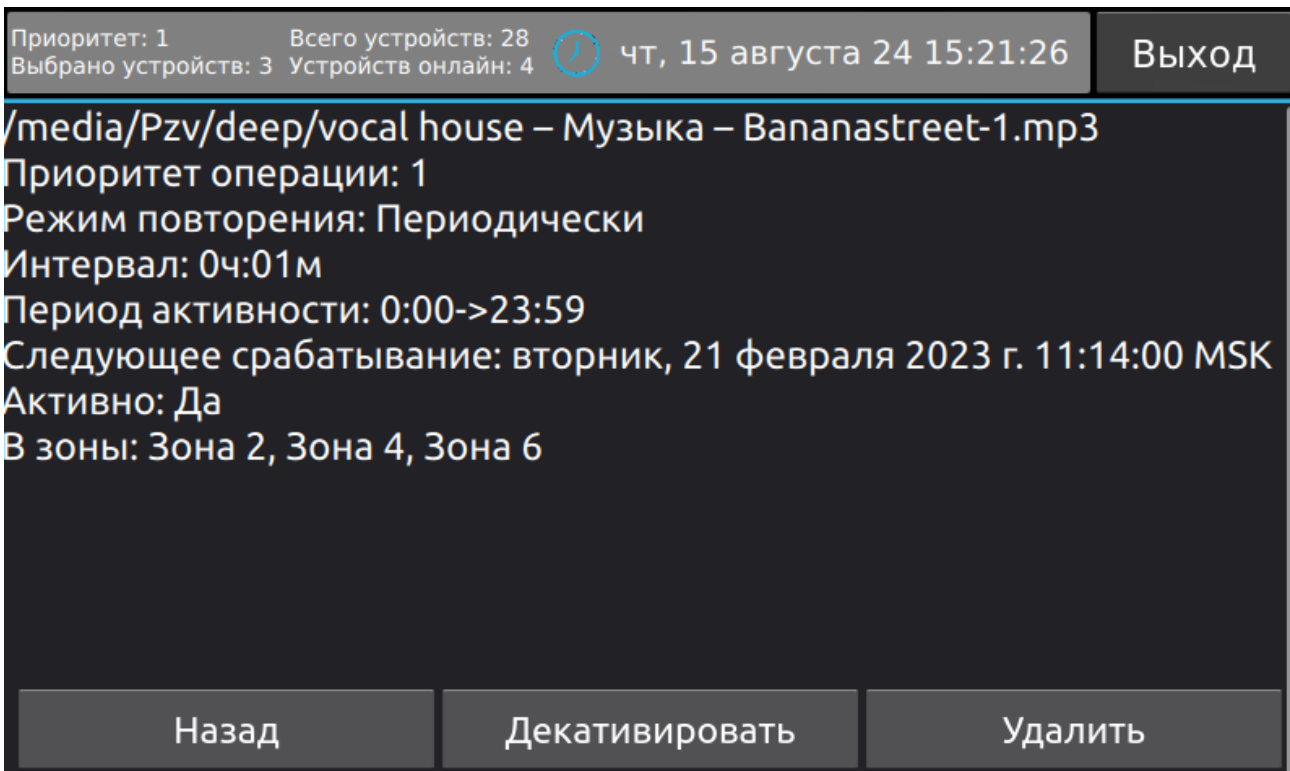 Приоритет: 1 Всего устройств: 28
Выбрано устройств: 3 Устройств онлайн: 4
чт, 15 августа 24 15:21:26
Выход
/media/Pzv/deep/vocal house – Музыка – Bananastreet-1.mp3
Приоритет операции: 1
Режим повторения: Периодически
Интервал: 0ч:01м
Период активности: 0:00->23:59
Следующее срабатывание: вторник, 21 февраля 2023 г. 11:14:00 MSK
Активно: Да
В зоны: Зона 2, Зона 4, Зона 6
Назад Декативировать Удалить